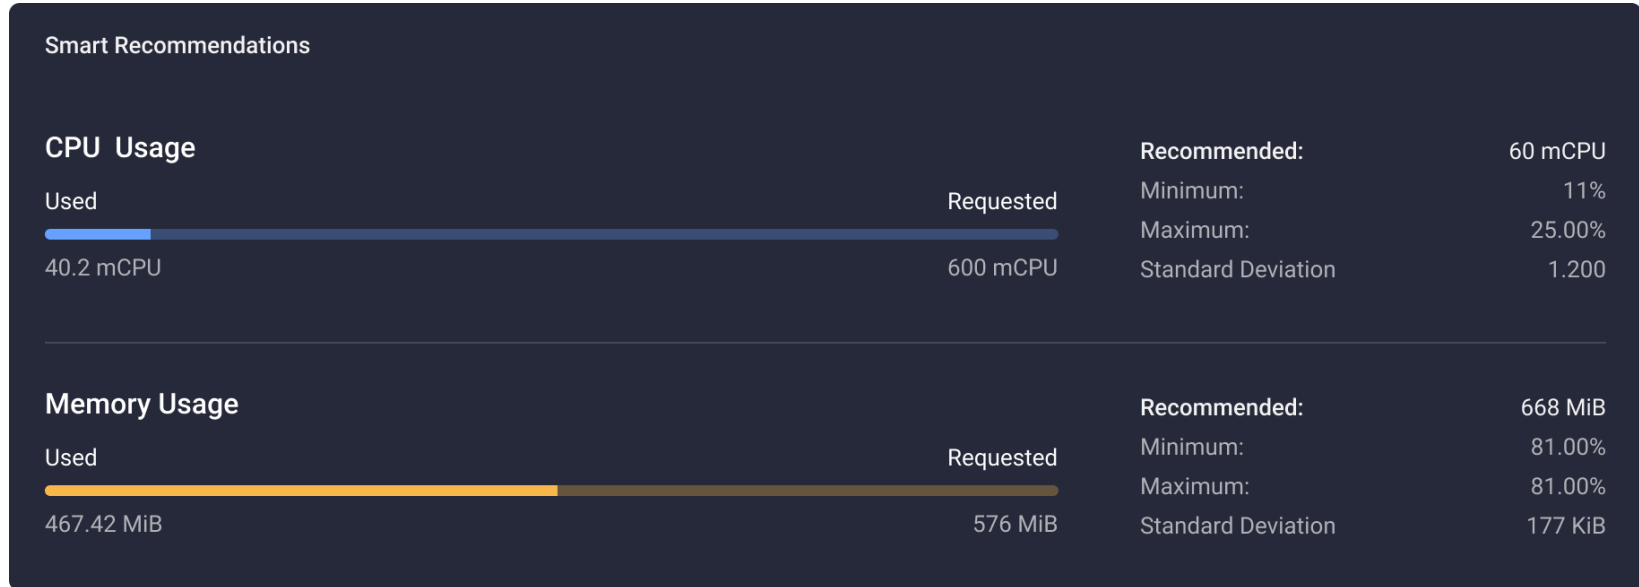 Smart Recommendations
CPU Usage
Used Requested
40.2 mCPU 600 mCPU
Recommended: 60 mCPU
Minimum: 11%
Maximum: 25.00%
Standard Deviation 1.200
Memory Usage
Used Requested
467.42 MiB 576 MiB
Recommended: 668 MiB
Minimum: 81.00%
Maximum: 81.00%
Standard Deviation 177 KiB